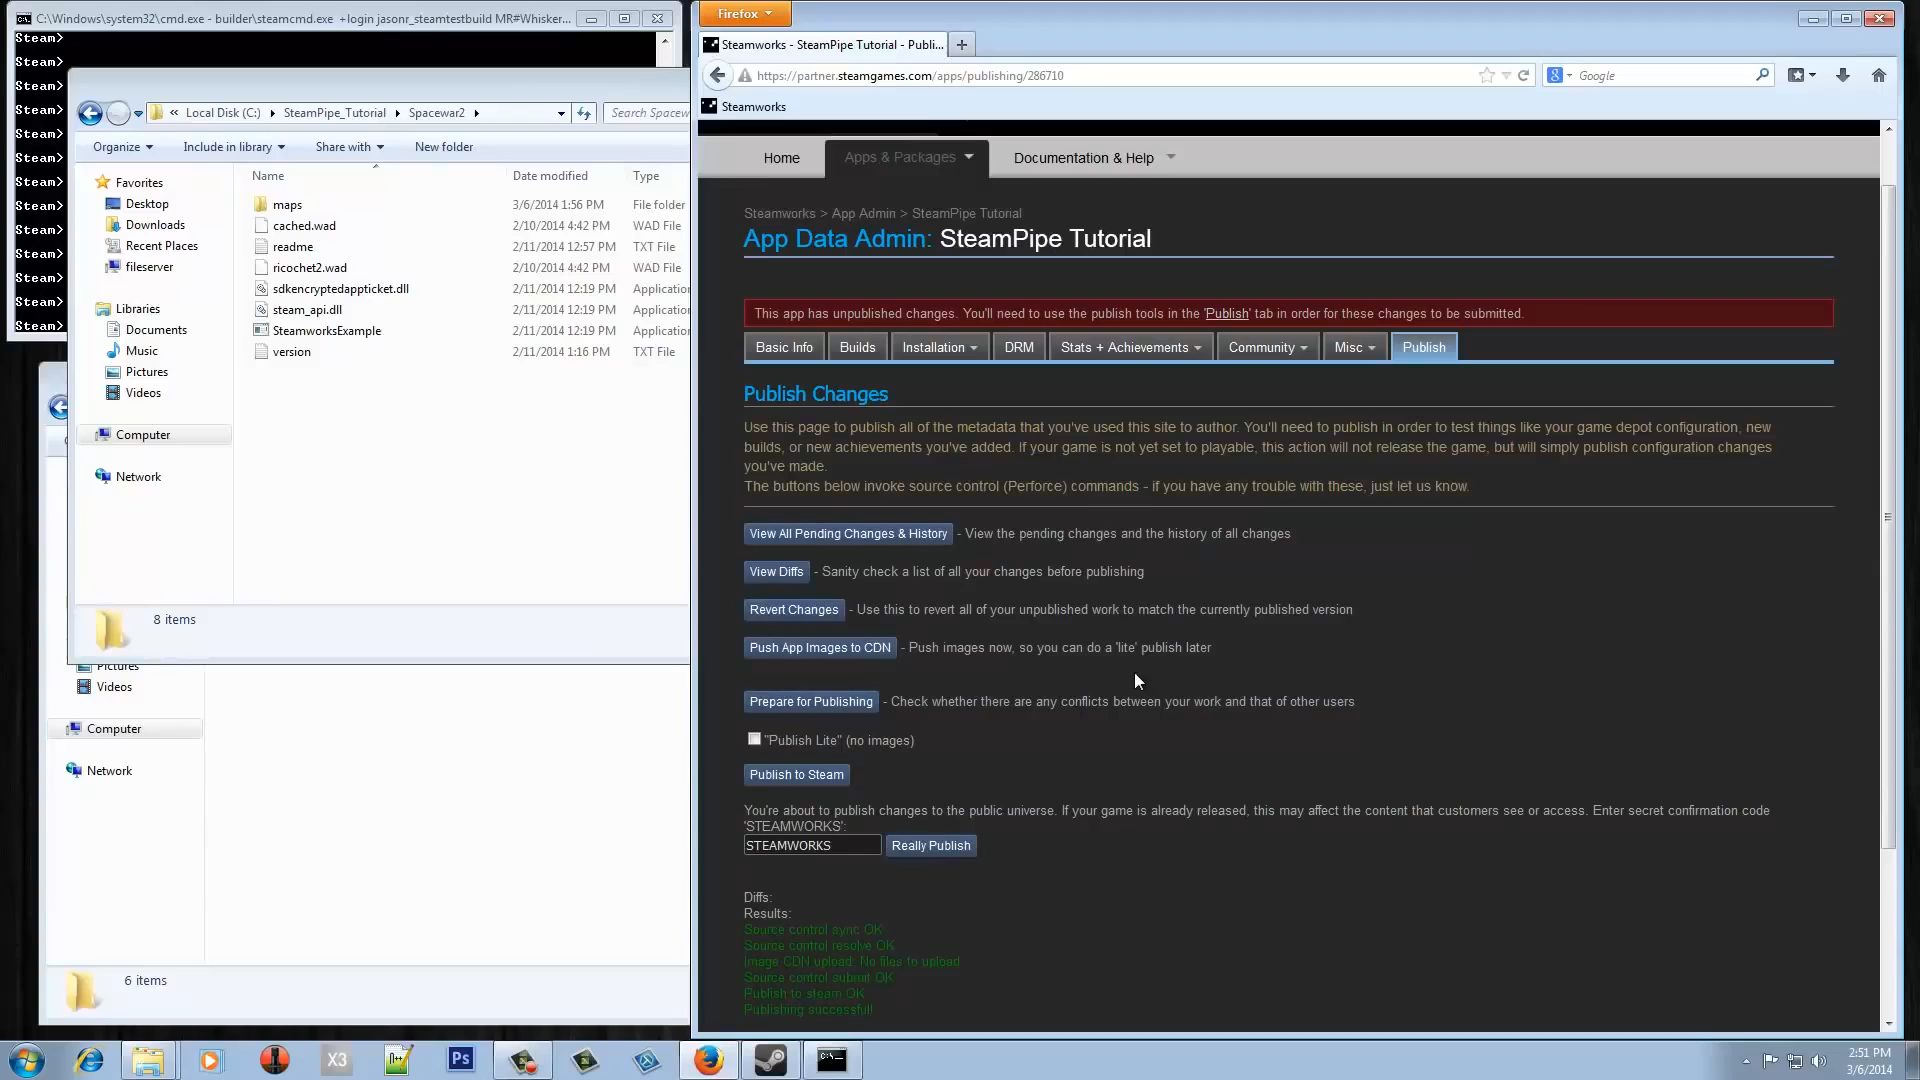 C:\Windows\system32\cmd.exe - builder\steamcmd.exe  +login jasonr_steamtestbuild MR#Whisker...
Steam>
Steam>
Steam>
Steam>
Steam>
Steam>
Steam>
Steam>
Steam>
Steam>
Steam>
Steam>
Steam>
« Local Disk (C:) SteamPipe_Tutorial Spacewar2
Search Spacew
Organize Include in library Share with New folder
Name Date modified Type
Favorites
Desktop
Downloads
Recent Places
fileserver
Libraries
Documents
Music
Pictures
Videos
Computer
Network
maps 3/6/2014 1:56 PM File folder
cached.wad 2/10/2014 4:42 PM WAD File
readme 2/11/2014 12:57 PM TXT File
ricochet2.wad 2/10/2014 4:42 PM WAD File
sdkencryptedappticket.dll 2/11/2014 12:19 PM Applicatio
steam_api.dll 2/11/2014 12:19 PM Applicatio
SteamworksExample 2/11/2014 12:19 PM Applicatio
version 2/11/2014 1:16 PM TXT File
8 items
Pictures
Videos
Computer
Network
6 items
Firefox
Steamworks - SteamPipe Tutorial - Publi...
https://partner.steamgames.com/apps/publishing/286710
Google
Steamworks
Home Apps & Packages Documentation & Help
Steamworks > App Admin > SteamPipe Tutorial
App Data Admin: SteamPipe Tutorial
This app has unpublished changes. You'll need to use the publish tools in the 'Publish' tab in order for these changes to be submitted.
Basic Info Builds Installation DRM Stats + Achievements Community Misc Publish
Publish Changes
Use this page to publish all of the metadata that you've used this site to author. You'll need to publish in order to test things like your game depot configuration, new
builds, or new achievements you've added. If your game is not yet set to playable, this action will not release the game, but will simply publish configuration changes
you've made.
The buttons below invoke source control (Perforce) commands - if you have any trouble with these, just let us know.
View All Pending Changes & History - View the pending changes and the history of all changes
View Diffs - Sanity check a list of all your changes before publishing
Revert Changes - Use this to revert all of your unpublished work to match the currently published version
Push App Images to CDN - Push images now, so you can do a 'lite' publish later
Prepare for Publishing - Check whether there are any conflicts between your work and that of other users
"Publish Lite" (no images)
Publish to Steam
You're about to publish changes to the public universe. If your game is already released, this may affect the content that customers see or access. Enter secret confirmation code
'STEAMWORKS':
STEAMWORKS Really Publish
Diffs:
Results:
Source control sync OK
Source control resolve OK
Image CDN upload: No files to upload
Source control submit OK
Publish to steam OK
Publishing successful!
X3
Ps
2:51 PM
3/6/2014